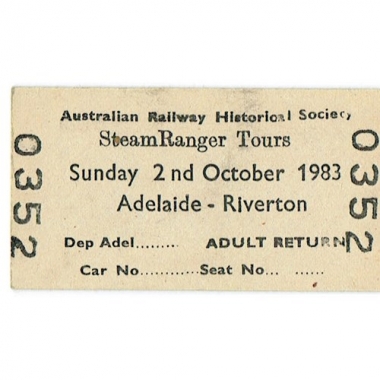 Australian Railway Historical Society
SteamRanger Tours
Sunday 2nd October 1983
Adelaide - Riverton
Dep Adel......... ADULT RETURN
Car No............ Seat No... ......
0352
0352